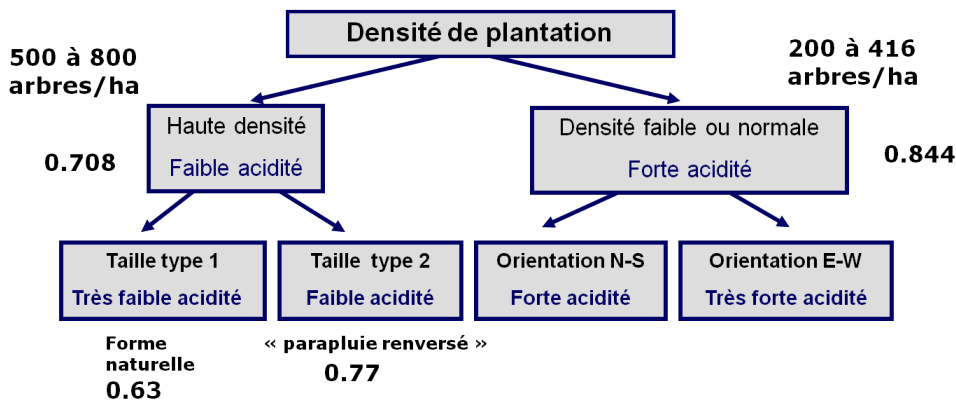 Densité de plantation
500 à 800
arbres/ha
200 à 416
arbres/ha
Haute densité
Faible acidité
0.708
Densité faible ou normale
Forte acidité
0.844
Taille type 1
Très faible acidité
Taille type 2
Faible acidité
Orientation N-S
Forte acidité
Orientation E-W
Très forte acidité
Forme
naturelle
0.63
« parapluie renversé »
0.77